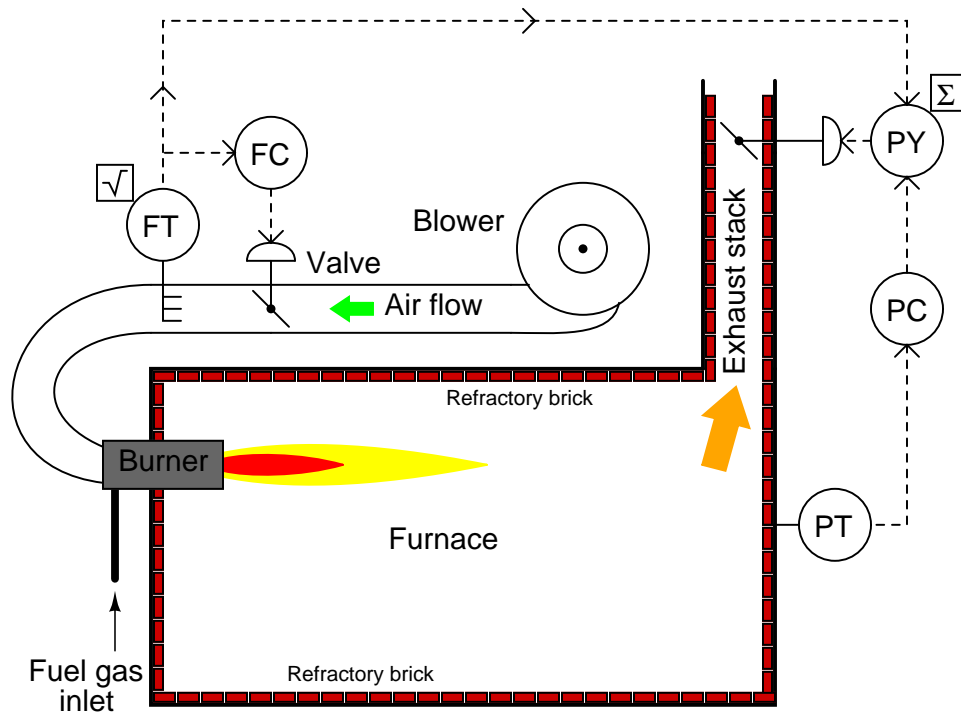 Σ
PY
FC
√
FT
Blower
Valve
Air flow
Exhaust stack
PC
Refractory brick
Burner
PT
Furnace
Fuel gas
inlet
Refractory brick